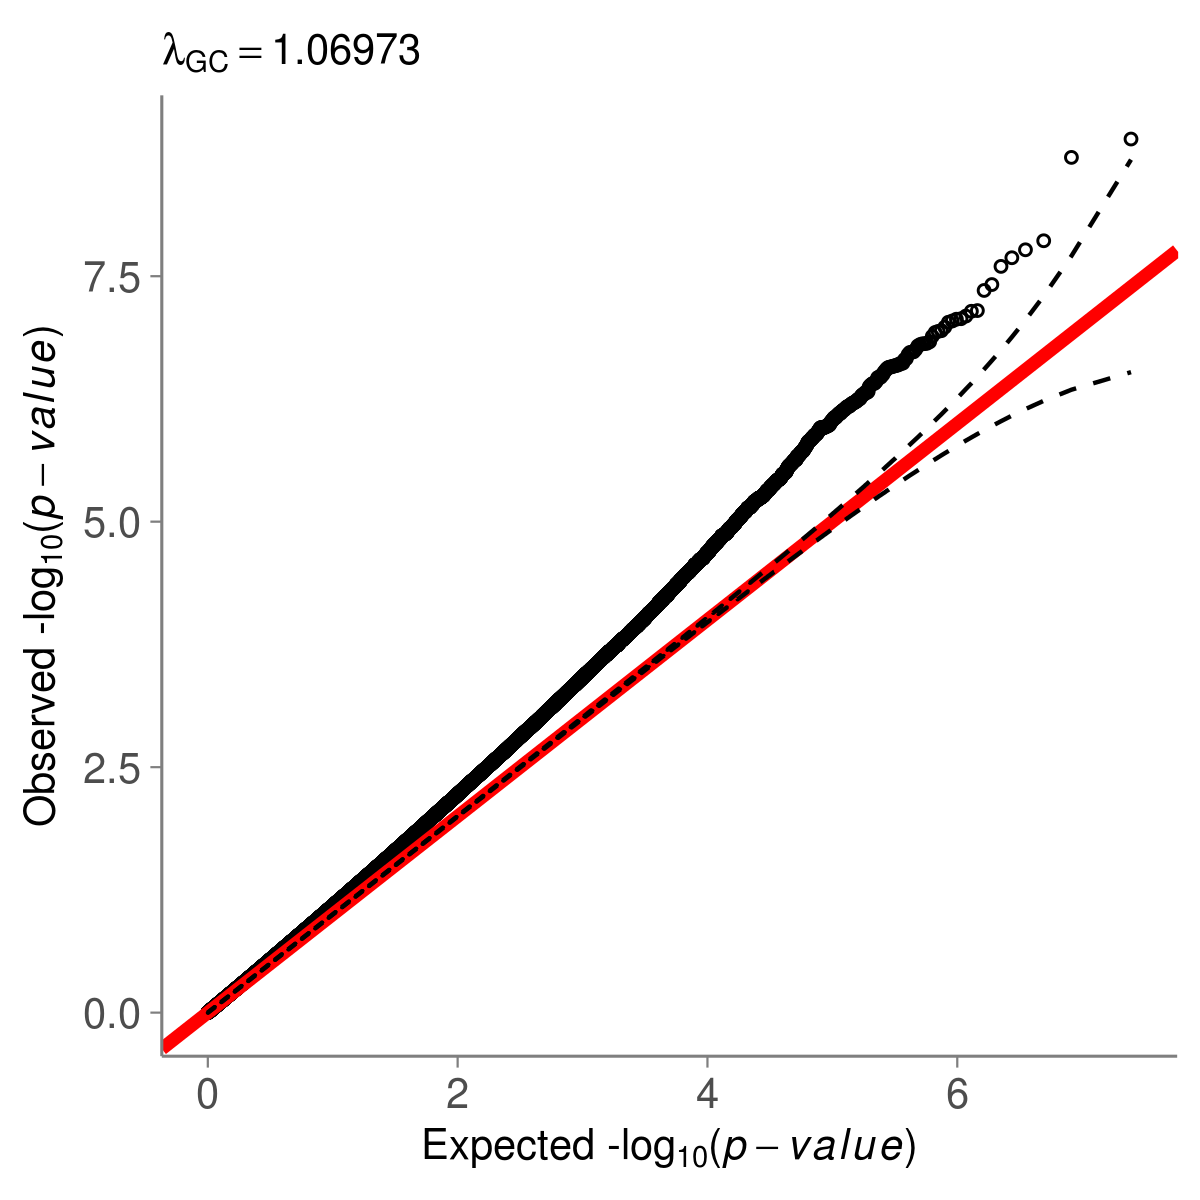 λGC = 1.06973
7.5
5.0
2.5
0.0
Observed -log10(p − value)
0 2 4 6
Expected -log10(p − value)